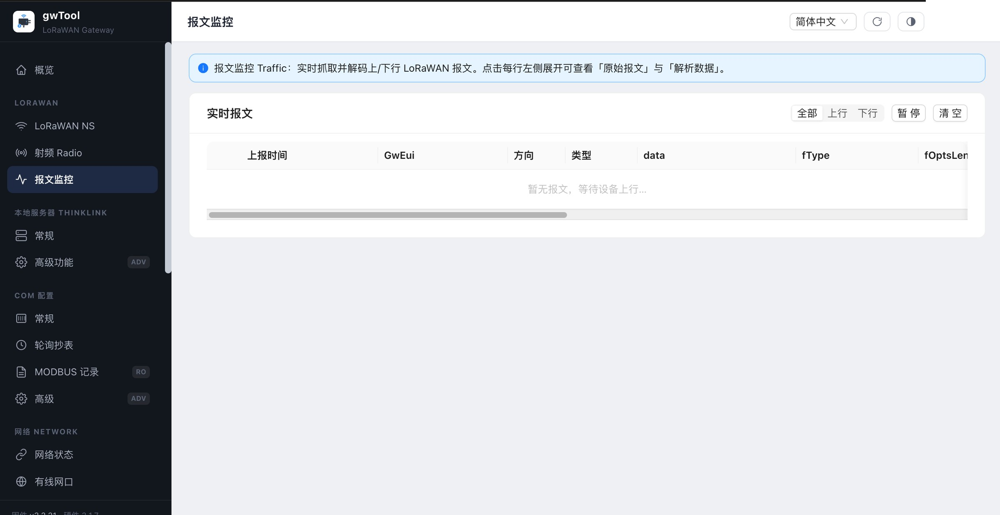 gwTool
LoRaWAN Gateway
概览
LORAWAN
LoRaWAN NS
射频 Radio
报文监控
本地服务器 THINKLINK
常规
高级功能 ADV
COM 配置
常规
轮询抄表
MODBUS 记录 RO
高级 ADV
网络 NETWORK
网络状态
有线网口
报文监控
简体中文
报文监控 Traffic：实时抓取并解码上/下行 LoRaWAN 报文。点击每行左侧展开可查看「原始报文」与「解析数据」。
实时报文
全部 上行 下行 暂 停 清 空
上报时间 GwEui 方向 类型 data fType fOptsLen
暂无报文，等待设备上行...